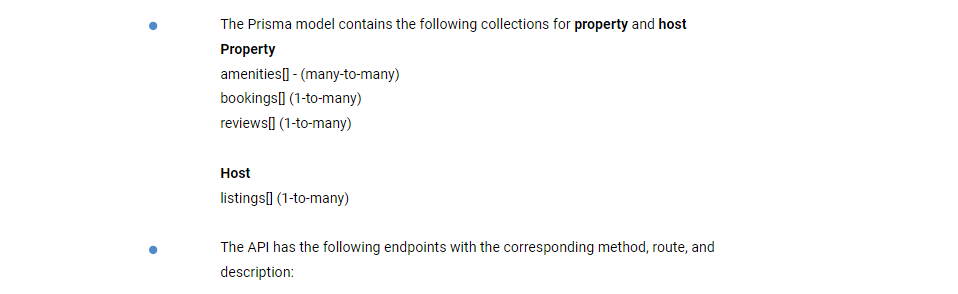 The Prisma model contains the following collections for property and host
Property
amenities[] - (many-to-many)
bookings[] (1-to-many)
reviews[] (1-to-many)
Host
listings[] (1-to-many)
The API has the following endpoints with the corresponding method, route, and
description: